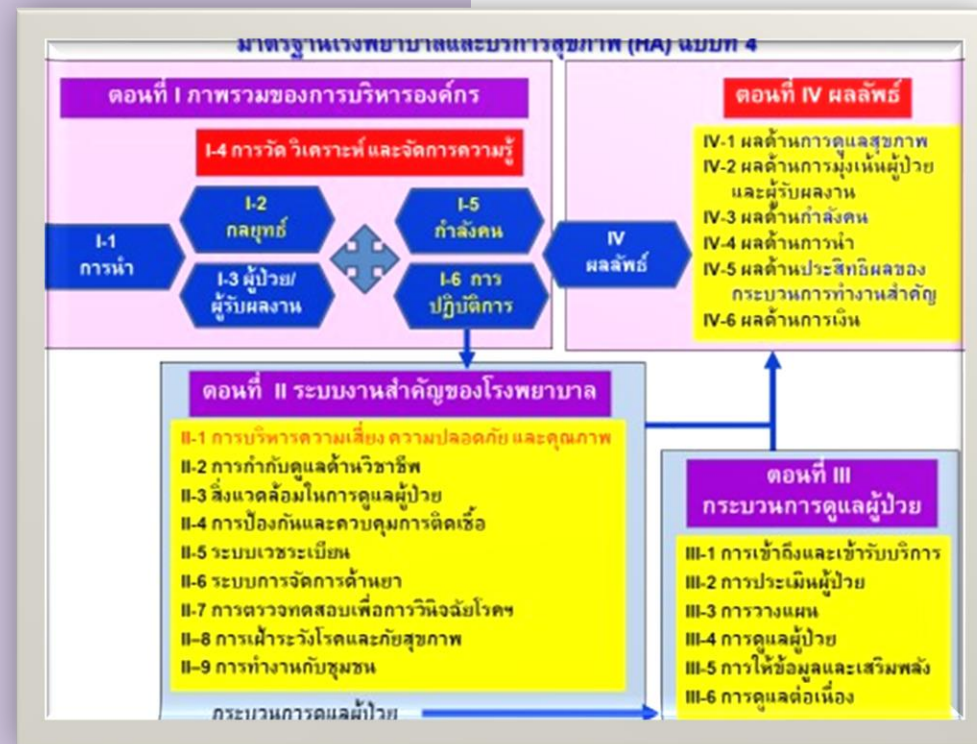 มาตรฐานโรงพยาบาลและบริการสุขภาพ (HA) ฉบับที่ 4
ตอนที่ I ภาพรวมของการบริหารองค์กร
I-4 การวัด วิเคราะห์ และจัดการความรู้
I-1
การนำ
I-2
กลยุทธ์
I-3 ผู้ป่วย/
ผู้รับผลงาน
I-5
กำลังคน
I-6 การ
ปฏิบัติการ
IV
ผลลัพธ์
ตอนที่ IV ผลลัพธ์
IV-1 ผลด้านการดูแลสุขภาพ
IV-2 ผลด้านการมุ่งเน้นผู้ป่วย
และผู้รับผลงาน
IV-3 ผลด้านกำลังคน
IV-4 ผลด้านการนำ
IV-5 ผลด้านประสิทธิผลของ
กระบวนการทำงานสำคัญ
IV-6 ผลด้านการเงิน
ตอนที่ II ระบบงานสำคัญของโรงพยาบาล
II-1 การบริหารความเสี่ยง ความปลอดภัย และคุณภาพ
II-2 การกำกับดูแลด้านวิชาชีพ
II-3 สิ่งแวดล้อมในการดูแลผู้ป่วย
II-4 การป้องกันและควบคุมการติดเชื้อ
II-5 ระบบเวชระเบียน
II-6 ระบบการจัดการด้านยา
II-7 การตรวจทดสอบเพื่อการวินิจฉัยโรคฯ
II–8 การเฝ้าระวังโรคและภัยสุขภาพ
II–9 การทำงานกับชุมชน
กระบวนการดูแลผู้ป่วย
ตอนที่ III
กระบวนการดูแลผู้ป่วย
III-1 การเข้าถึงและเข้ารับบริการ
III-2 การประเมินผู้ป่วย
III-3 การวางแผน
III-4 การดูแลผู้ป่วย
III-5 การให้ข้อมูลและเสริมพลัง
III-6 การดูแลต่อเนื่อง